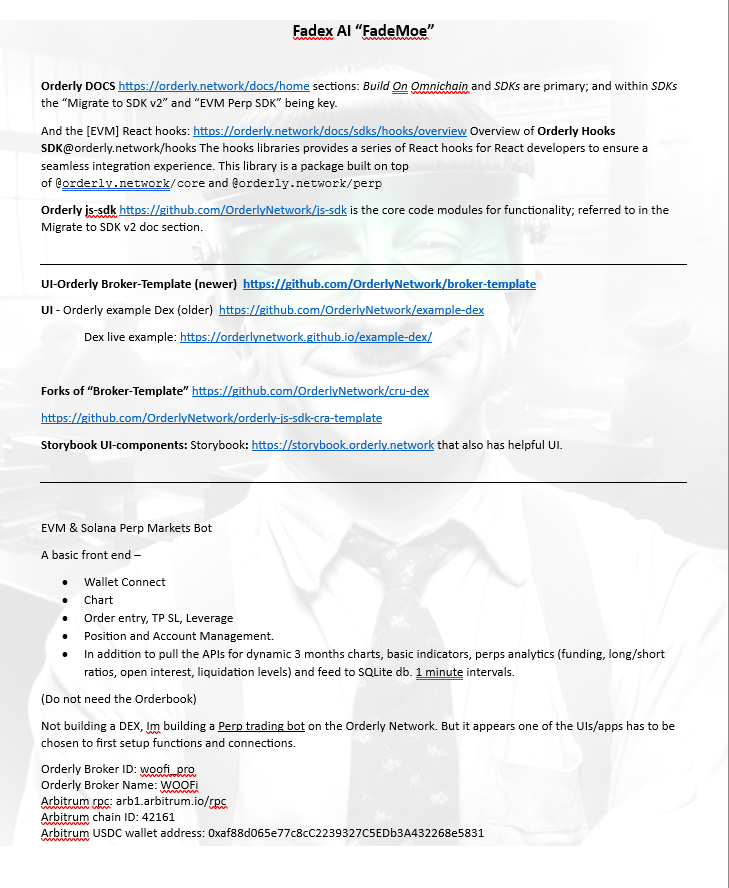 Fadex AI “FadeMoe”
Orderly DOCS https://orderly.network/docs/home sections: Build On Omnichain and SDKs are primary; and within SDKs
the “Migrate to SDK v2” and “EVM Perp SDK” being key.
And the [EVM] React hooks: https://orderly.network/docs/sdks/hooks/overview Overview of Orderly Hooks
SDK@orderly.network/hooks The hooks libraries provides a series of React hooks for React developers to ensure a
seamless integration experience. This library is a package built on top
of @orderly.network/core and @orderly.network/perp
Orderly js-sdk https://github.com/OrderlyNetwork/js-sdk is the core code modules for functionality; referred to in the
Migrate to SDK v2 doc section.
UI-Orderly Broker-Template (newer) https://github.com/OrderlyNetwork/broker-template
UI - Orderly example Dex (older) https://github.com/OrderlyNetwork/example-dex
Dex live example: https://orderlynetwork.github.io/example-dex/
Forks of “Broker-Template” https://github.com/OrderlyNetwork/cru-dex
https://github.com/OrderlyNetwork/orderly-js-sdk-cra-template
Storybook UI-components: Storybook: https://storybook.orderly.network that also has helpful UI.
EVM & Solana Perp Markets Bot
A basic front end –
• Wallet Connect
• Chart
• Order entry, TP SL, Leverage
• Position and Account Management.
• In addition to pull the APIs for dynamic 3 months charts, basic indicators, perps analytics (funding, long/short
ratios, open interest, liquidation levels) and feed to SQLite db. 1 minute intervals.
(Do not need the Orderbook)
Not building a DEX, Im building a Perp trading bot on the Orderly Network. But it appears one of the UIs/apps has to be
chosen to first setup functions and connections.
Orderly Broker ID: woofi_pro
Orderly Broker Name: WOOFi
Arbitrum rpc: arb1.arbitrum.io/rpc
Arbitrum chain ID: 42161
Arbitrum USDC wallet address: 0xaf88d065e77c8cC2239327C5EDb3A432268e5831